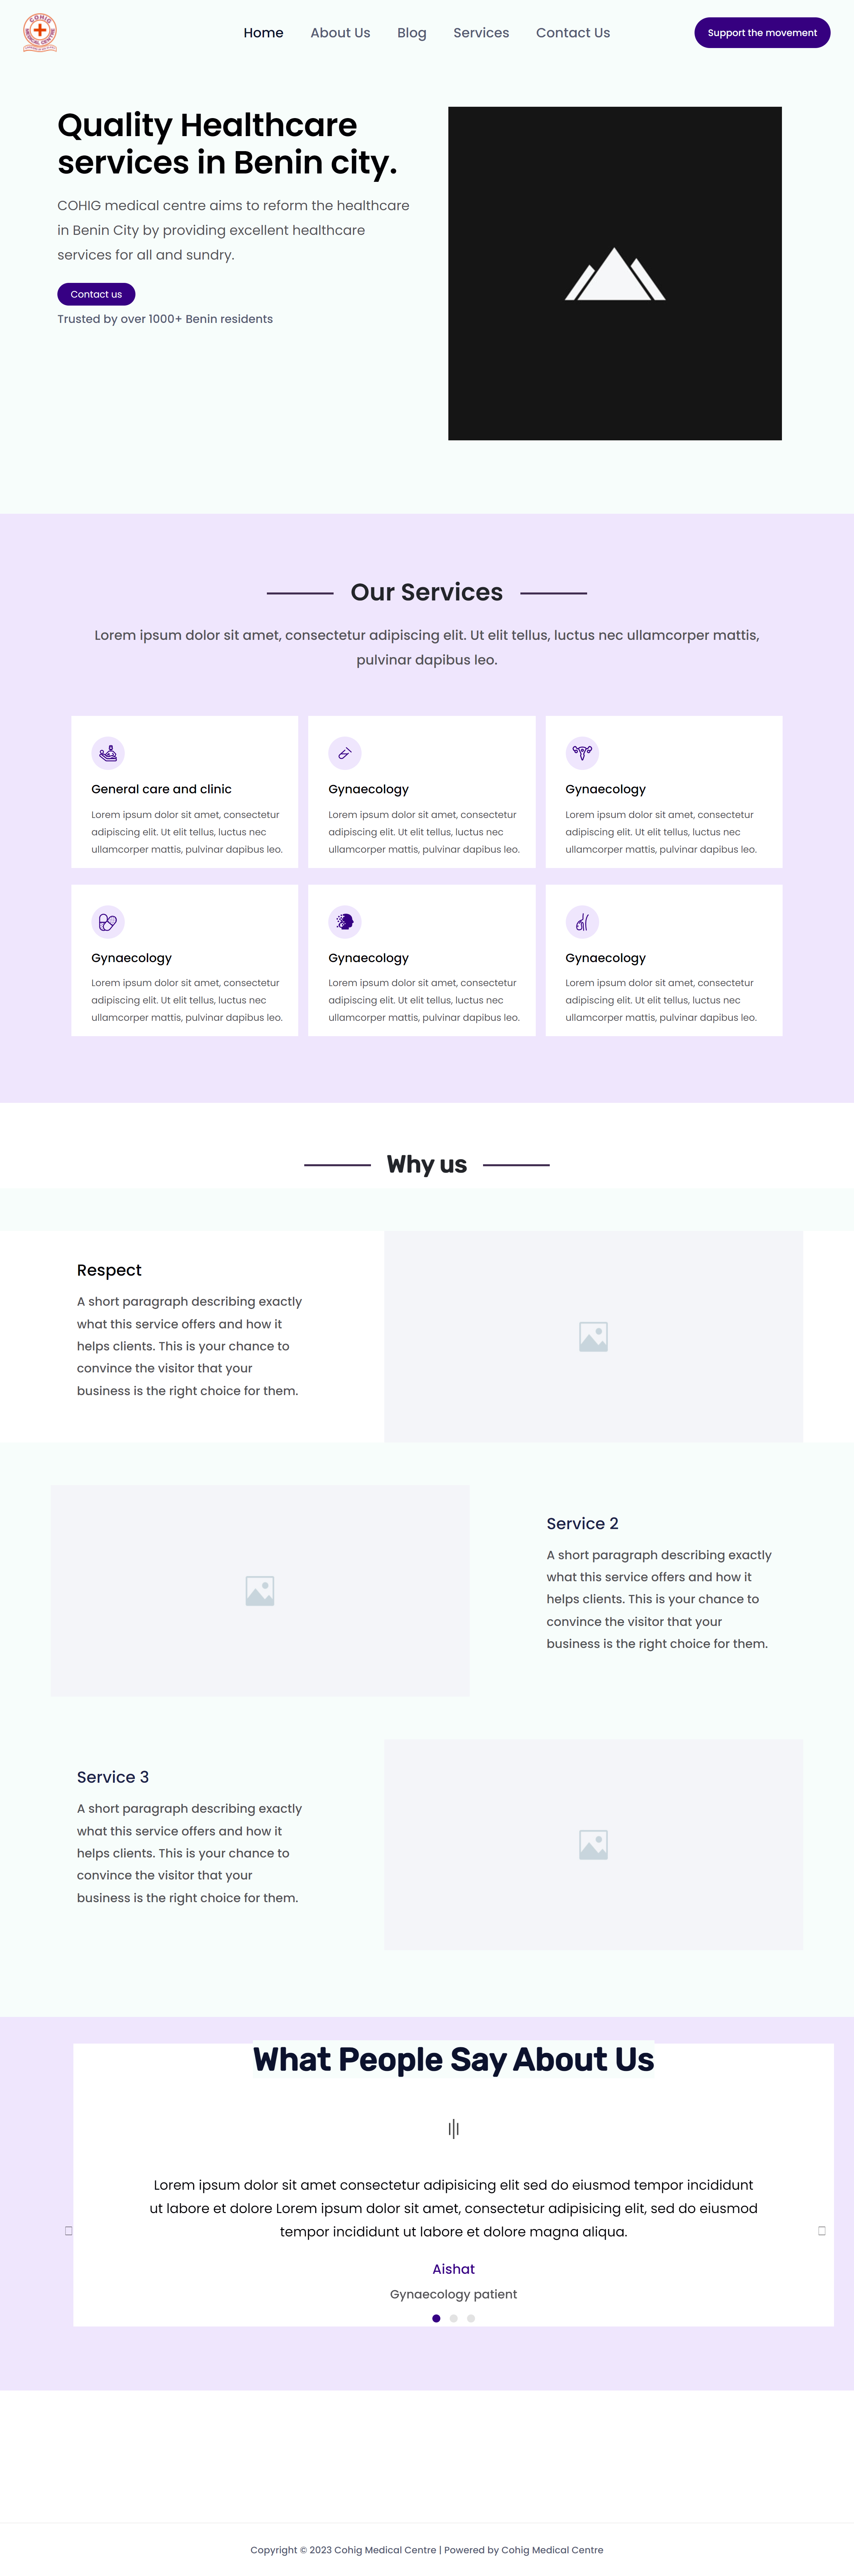 COHIG
MEDICAL CENTRE
Home
About Us
Blog
Services
Contact Us
Support the movement
Quality Healthcare
services in Benin city.
COHIG medical centre aims to reform the healthcare
in Benin City by providing excellent healthcare
services for all and sundry.
Contact us
Trusted by over 1000+ Benin residents
Our Services
Lorem ipsum dolor sit amet, consectetur adipiscing elit. Ut elit tellus, luctus nec ullamcorper mattis,
pulvinar dapibus leo.
General care and clinic
Lorem ipsum dolor sit amet, consectetur
adipiscing elit. Ut elit tellus, luctus nec
ullamcorper mattis, pulvinar dapibus leo.
Gynaecology
Lorem ipsum dolor sit amet, consectetur
adipiscing elit. Ut elit tellus, luctus nec
ullamcorper mattis, pulvinar dapibus leo.
Gynaecology
Lorem ipsum dolor sit amet, consectetur
adipiscing elit. Ut elit tellus, luctus nec
ullamcorper mattis, pulvinar dapibus leo.
Gynaecology
Lorem ipsum dolor sit amet, consectetur
adipiscing elit. Ut elit tellus, luctus nec
ullamcorper mattis, pulvinar dapibus leo.
Gynaecology
Lorem ipsum dolor sit amet, consectetur
adipiscing elit. Ut elit tellus, luctus nec
ullamcorper mattis, pulvinar dapibus leo.
Gynaecology
Lorem ipsum dolor sit amet, consectetur
adipiscing elit. Ut elit tellus, luctus nec
ullamcorper mattis, pulvinar dapibus leo.
Why us
Respect
A short paragraph describing exactly
what this service offers and how it
helps clients. This is your chance to
convince the visitor that your
business is the right choice for them.
Service 2
A short paragraph describing exactly
what this service offers and how it
helps clients. This is your chance to
convince the visitor that your
business is the right choice for them.
Service 3
A short paragraph describing exactly
what this service offers and how it
helps clients. This is your chance to
convince the visitor that your
business is the right choice for them.
What People Say About Us
Lorem ipsum dolor sit amet consectetur adipisicing elit sed do eiusmod tempor incididunt
ut labore et dolore Lorem ipsum dolor sit amet, consectetur adipisicing elit, sed do eiusmod
tempor incididunt ut labore et dolore magna aliqua.
Aishat
Gynaecology patient
Copyright © 2023 Cohig Medical Centre | Powered by Cohig Medical Centre